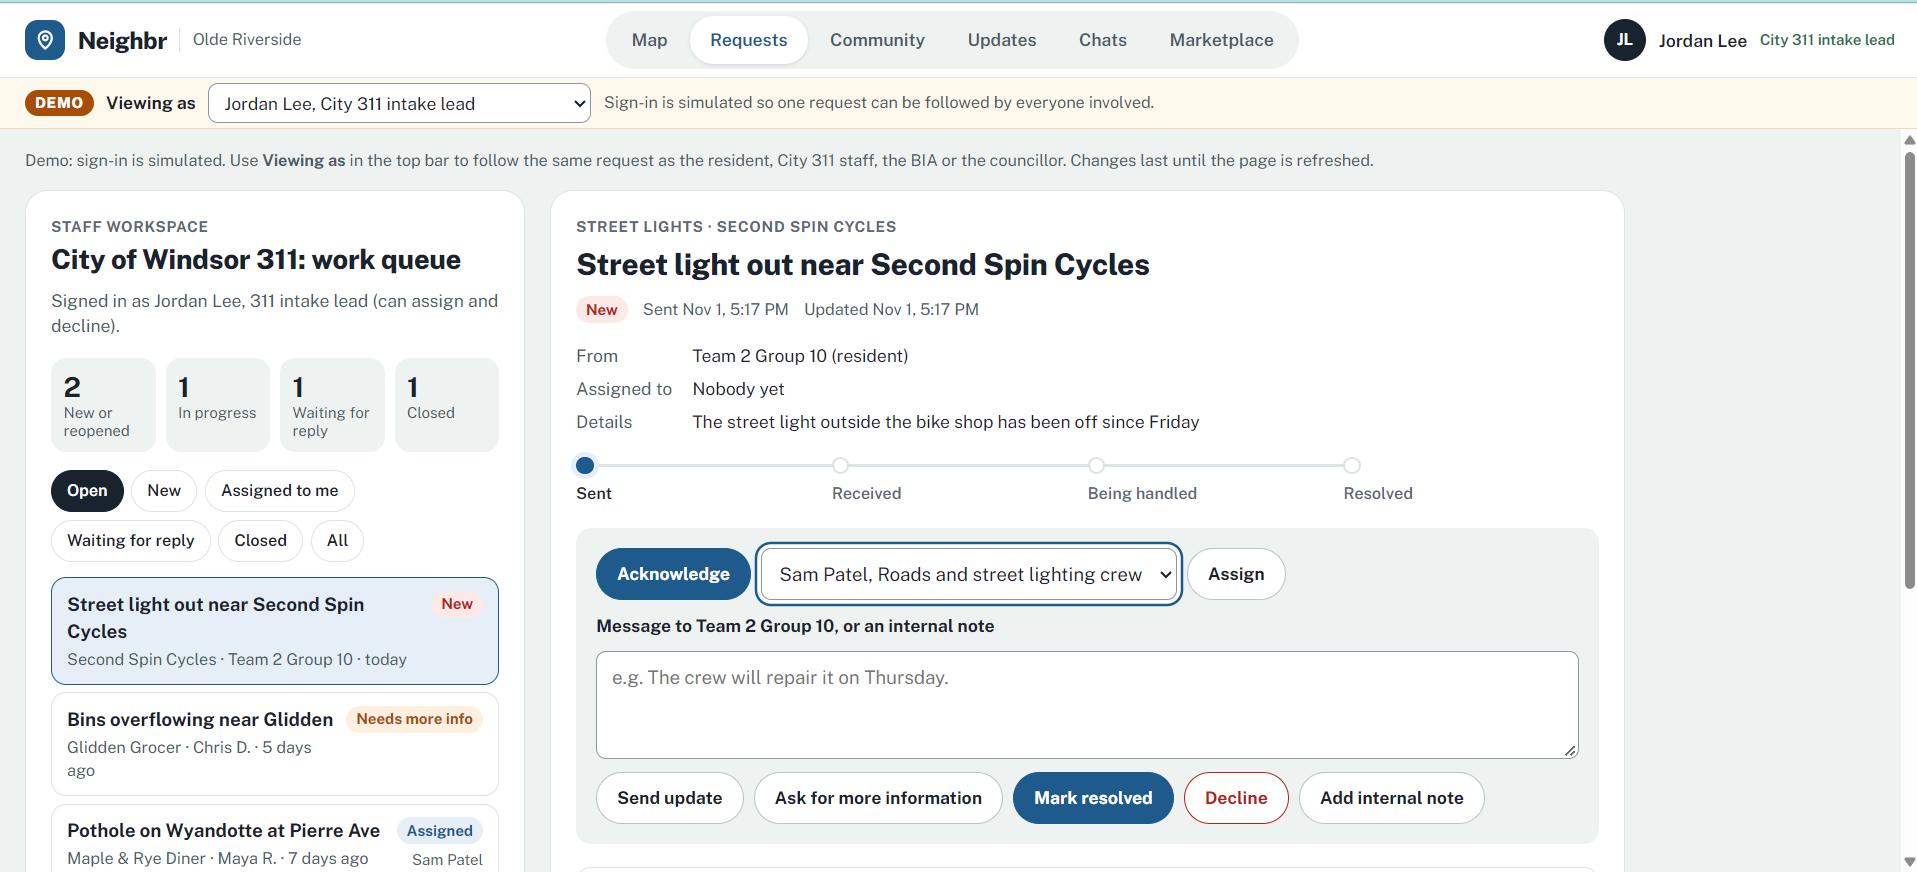 Neighbr
Olde Riverside
Map
Requests
Community
Updates
Chats
Marketplace
JL
Jordan Lee
City 311 intake lead
DEMO
Viewing as
Jordan Lee, City 311 intake lead
Sign-in is simulated so one request can be followed by everyone involved.
Demo: sign-in is simulated. Use Viewing as in the top bar to follow the same request as the resident, City 311 staff, the BIA or the councillor. Changes last until the page is refreshed.
STAFF WORKSPACE
City of Windsor 311: work queue
Signed in as Jordan Lee, 311 intake lead (can assign and
decline).
2
New or
reopened
1
In progress
1
Waiting for
reply
1
Closed
Open
New
Assigned to me
Waiting for reply
Closed
All
Street light out near Second Spin
Cycles
New
Second Spin Cycles · Team 2 Group 10 · today
Bins overflowing near Glidden
Needs more info
Glidden Grocer · Chris D. · 5 days
ago
Pothole on Wyandotte at Pierre Ave
Assigned
Maple & Rye Diner · Maya R. · 7 days ago
Sam Patel
STREET LIGHTS · SECOND SPIN CYCLES
Street light out near Second Spin Cycles
New
Sent Nov 1, 5:17 PM
Updated Nov 1, 5:17 PM
From
Team 2 Group 10 (resident)
Assigned to
Nobody yet
Details
The street light outside the bike shop has been off since Friday
Sent
Received
Being handled
Resolved
Acknowledge
Sam Patel, Roads and street lighting crew
Assign
Message to Team 2 Group 10, or an internal note
e.g. The crew will repair it on Thursday.
Send update
Ask for more information
Mark resolved
Decline
Add internal note